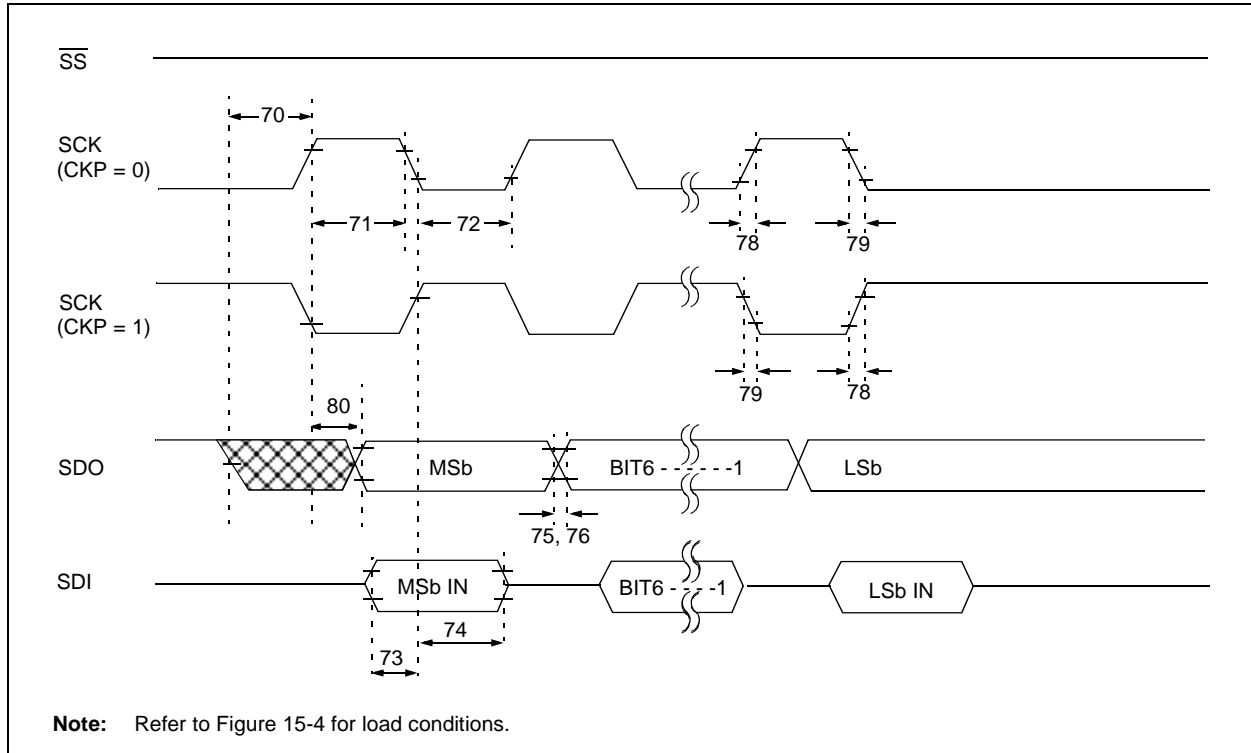 SS
70
SCK
(CKP = 0)
71
72
78
79
SCK
(CKP = 1)
79
78
80
SDO
MSb
BIT6 - - - - - -1
LSb
75, 76
SDI
MSb IN
BIT6 - - - -1
LSb IN
74
73
Note: Refer to Figure 15-4 for load conditions.